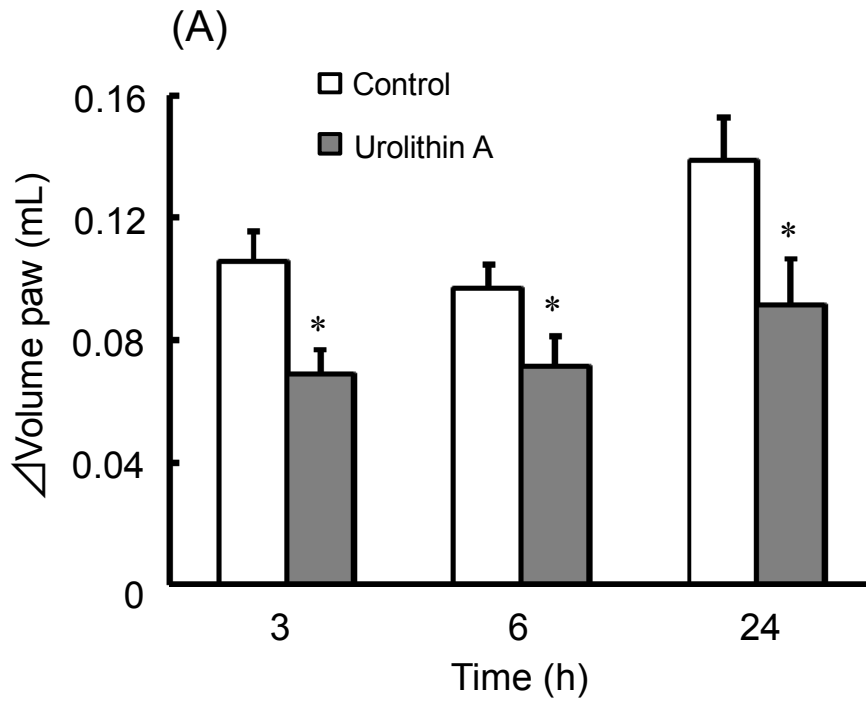 (A)
Control
Urolithin A
0.16
0.12
0.08
0.04
0
⊿Volume paw (mL)
*
*
*
3 6 24
Time (h)